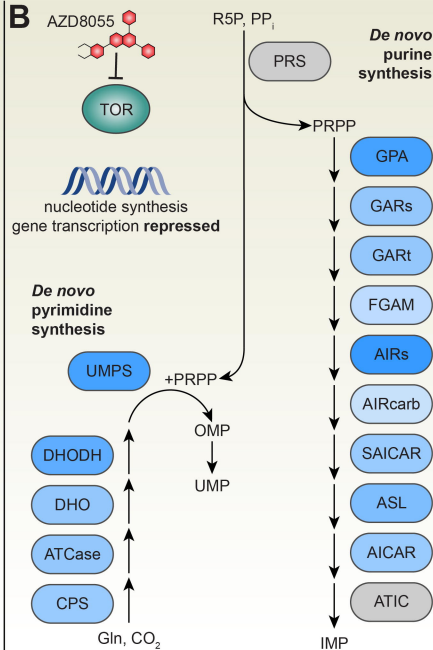 B
AZD8055
TOR
nucleotide synthesis
gene transcription repressed
De novo
pyrimidine
synthesis
UMPS
DHODH
DHO
ATCase
CPS
Gln, CO2
+PRPP
OMP
UMP
R5P, PPi
PRS
De novo
purine
synthesis
PRPP
GPA
GARs
GARt
FGAM
AIRs
AIRcarb
SAICAR
ASL
AICAR
ATIC
IMP